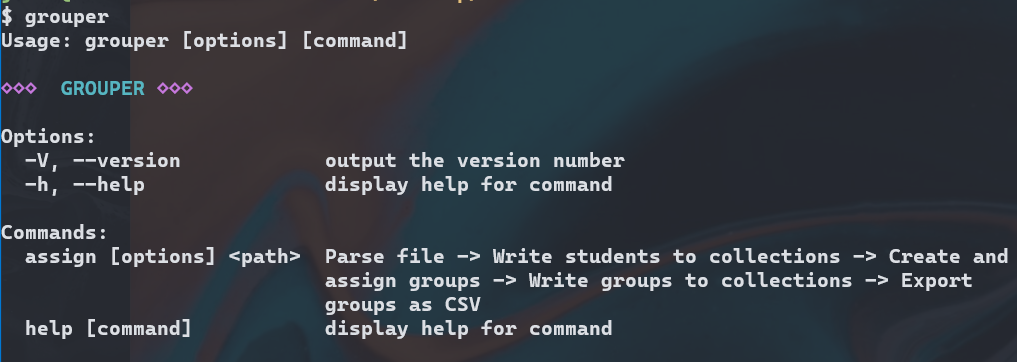 $ grouper
Usage: grouper [options] [command]
⋄⋄⋄  GROUPER ⋄⋄⋄
Options:
-V, --version            output the version number
-h, --help               display help for command
Commands:
assign [options] <path>  Parse file -> Write students to collections -> Create and
assign groups -> Write groups to collections -> Export
groups as CSV
help [command]           display help for command